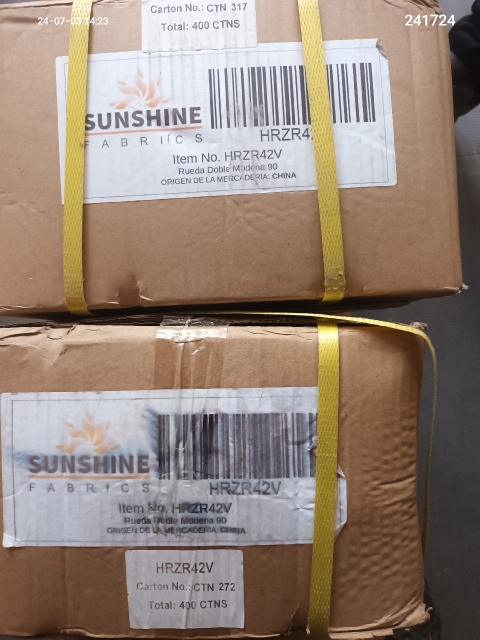 Carton No.: CTN 317
24-07-03 14:23
Total: 400 CTNS
241724
SUNSHINE
FABRICS
HRZR42
Item No. HRZR42V
Rueda Doble Modena 90
ORIGEN DE LA MERCADERIA: CHINA
SUNSHINE
FABRICS
HRZR42V
Item No. HRZR42V
Rueda Doble Modena 90
ORIGEN DE LA MERCADERIA: CHINA
HRZR42V
Carton No.: CTN 272
Total: 400 CTNS